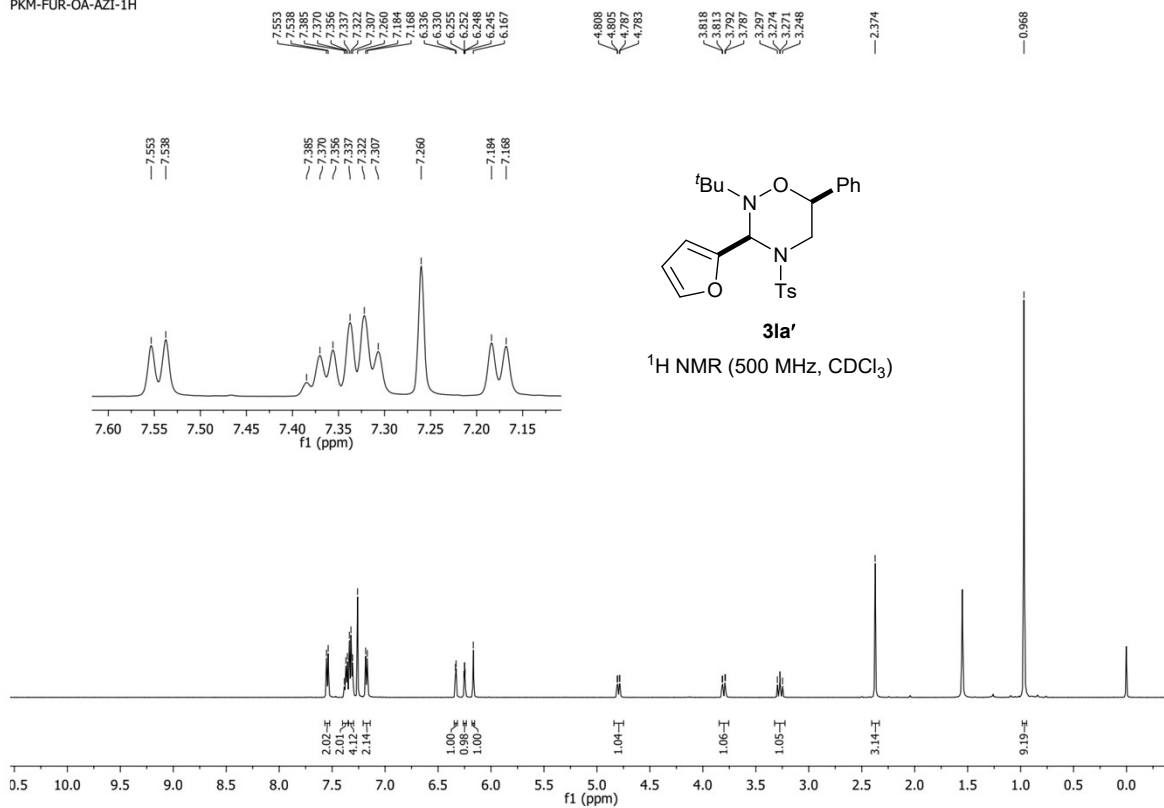 PKM-FUR-OA-AZI-1H
7.553 7.538 7.385 7.370 7.356 7.337 7.322 7.307 7.260 7.184 7.168 6.336 6.330 6.255 6.252 6.248 6.245 6.167 4.808 4.805 4.787 4.783 3.818 3.813 3.792 3.787 3.297 3.274 3.271 3.248 2.374 0.968
7.553 7.538 7.385 7.370 7.356 7.337 7.322 7.307 7.260 7.184 7.168
7.60 7.55 7.50 7.45 7.40 7.35 7.30 7.25 7.20 7.15
f1 (ppm)
tBu N O Ph
N
O Ts
3la′
¹H NMR (500 MHz, CDCl₃)
2.02 2.01 4.12 2.14 1.00 0.98 1.00 1.04 1.06 1.05 3.14 9.19
0.5 10.0 9.5 9.0 8.5 8.0 7.5 7.0 6.5 6.0 5.5 5.0 4.5 4.0 3.5 3.0 2.5 2.0 1.5 1.0 0.5 0.0
f1 (ppm)